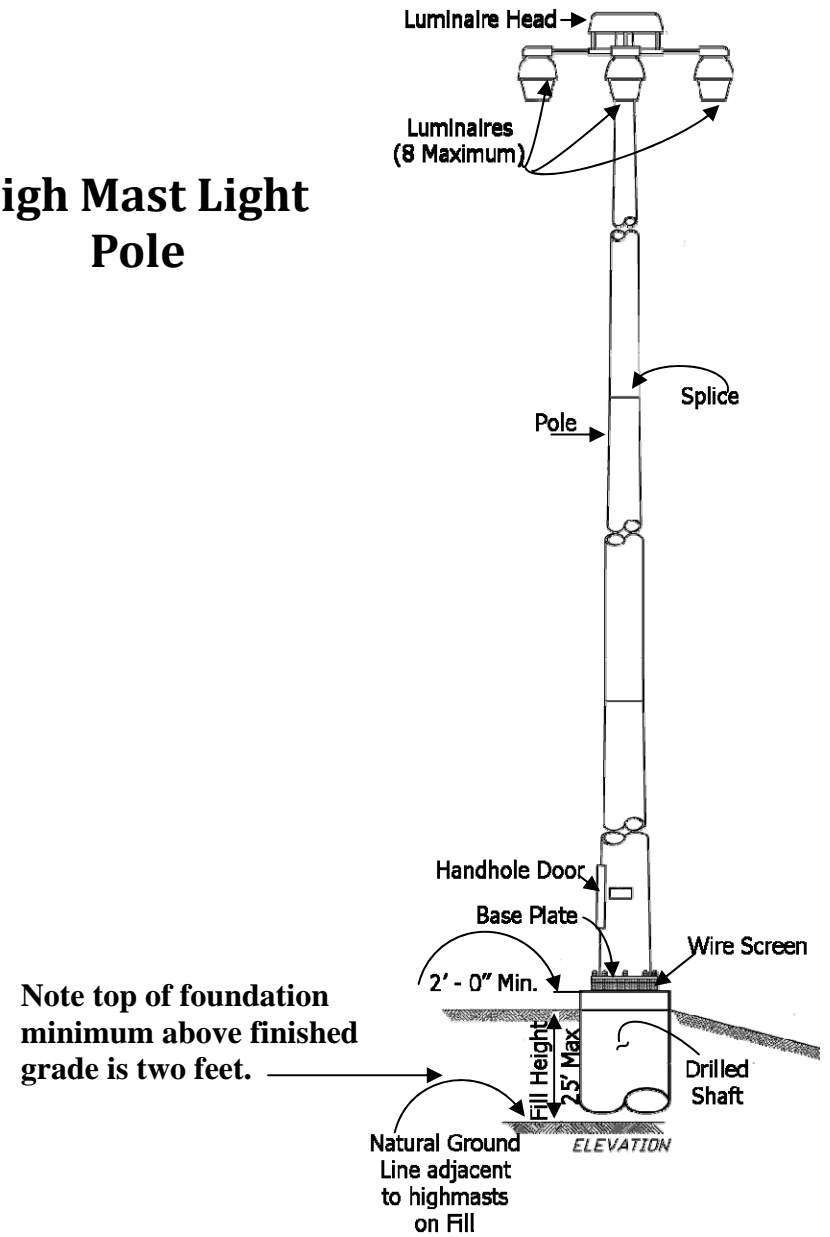 Luminaire Head
Luminaires
(8 Maximum)
igh Mast Light
Pole
Splice
Pole
Handhole Door
Base Plate
Wire Screen
2' - 0" Min.
Note top of foundation
minimum above finished
grade is two feet.
Fill Height
25' Max
Drilled
Shaft
Natural Ground
Line adjacent
to highmasts
on Fill
ELEVATION